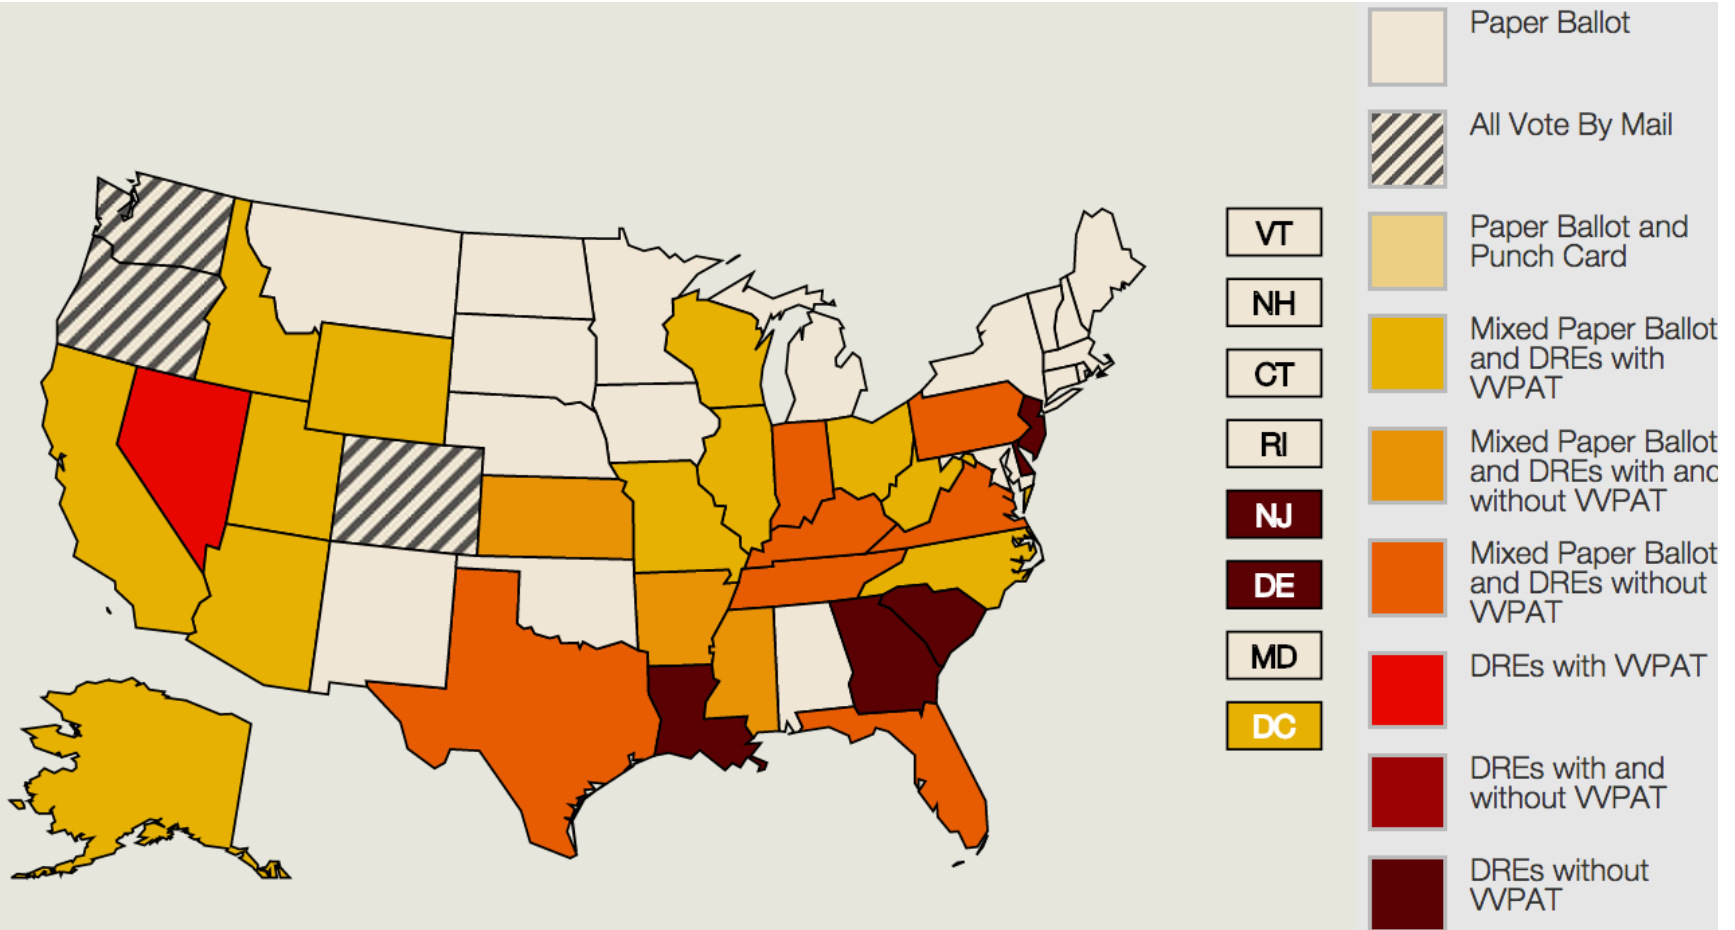 Paper Ballot
All Vote By Mail
Paper Ballot and
Punch Card
Mixed Paper Ballot
and DREs with
VVPAT
Mixed Paper Ballot
and DREs with and
without VVPAT
Mixed Paper Ballot
and DREs without
VVPAT
DREs with VVPAT
DREs with and
without VVPAT
DREs without
VVPAT
VT
NH
CT
RI
NJ
DE
MD
DC